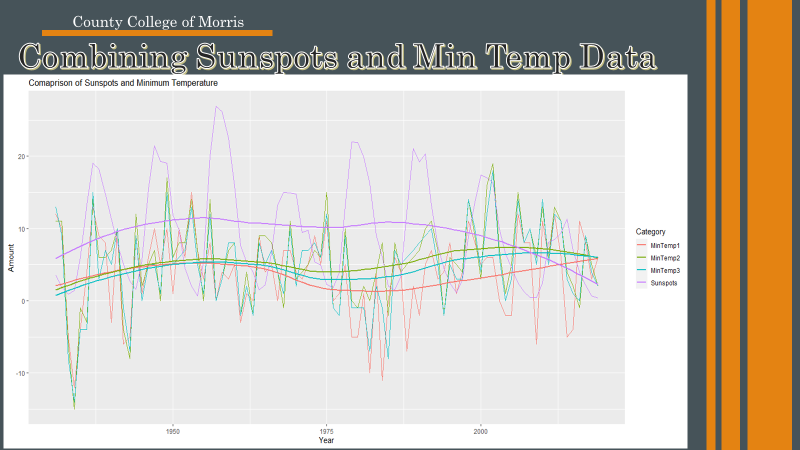 County College of Morris
Combining Sunspots and Min Temp Data
Comaprison of Sunspots and Minimum Temperature
20
10
0
-10
Amount
1950
1975
2000
Year
Category
MinTemp1
MinTemp2
MinTemp3
Sunspots